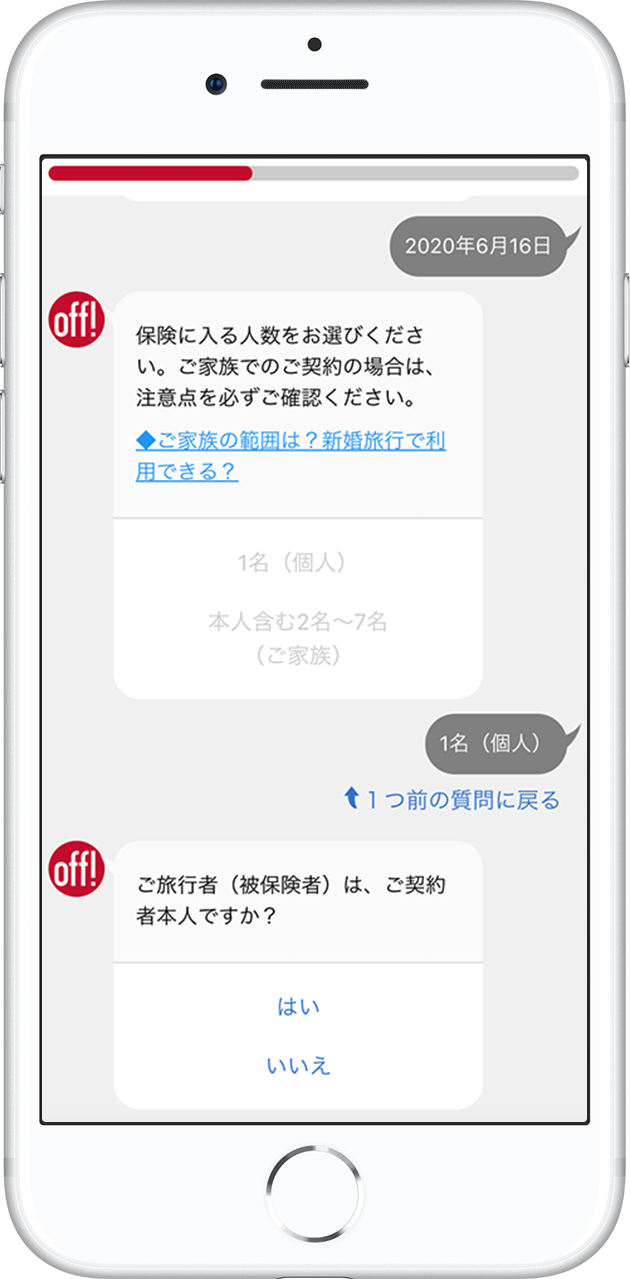 2020年6月16日
off!
保険に入る人数をお選びくださ
い。ご家族でのご契約の場合は、
注意点を必ずご確認ください。
◆ご家族の範囲は？新婚旅行で利
用できる？
1名（個人）
本人含む2名〜7名
（ご家族）
1名（個人）
⬆１つ前の質問に戻る
off!
ご旅行者（被保険者）は、ご契約
者本人ですか？
はい
いいえ